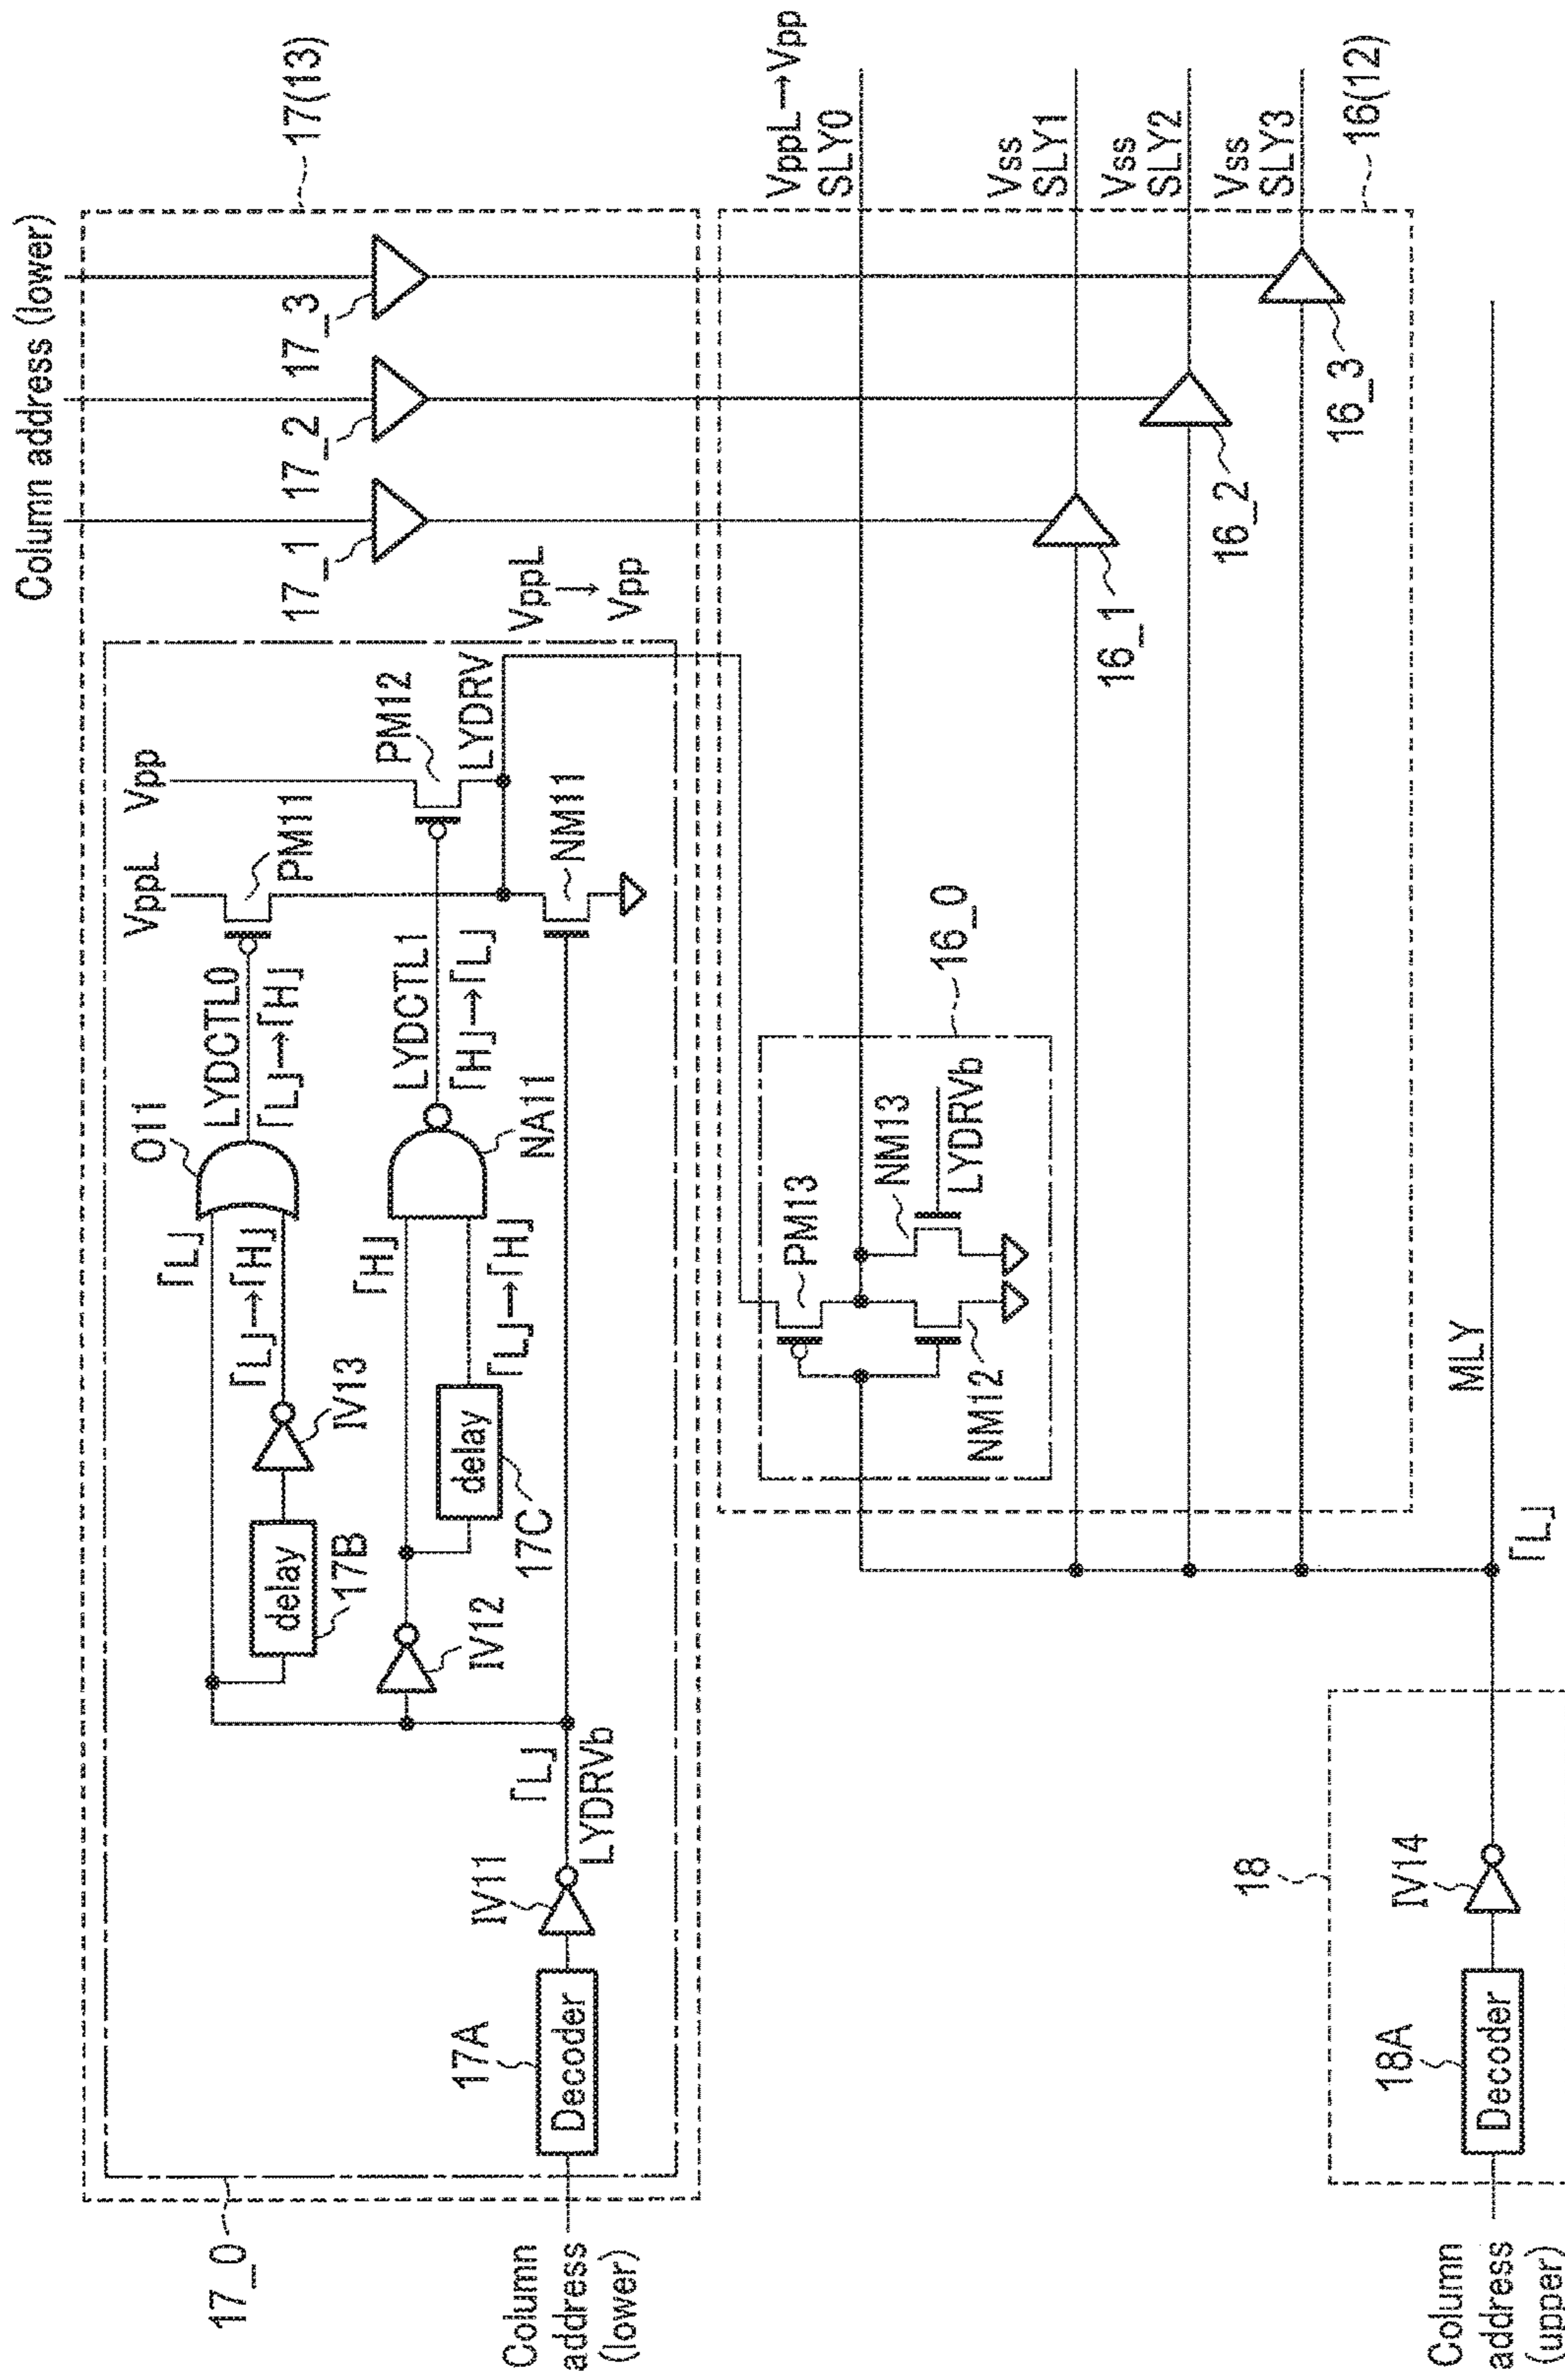 Column address (lower)
17(13)
17_0
17_1
17_2
17_3
VppL
Vpp
PM11
PM12
O11
LYDCTL0
「L」→「H」
「L」
「L」→「H」
IV13
delay
17B
LYDCTL1
「H」→「L」
NA11
「H」
「L」→「H」
delay
17C
IV12
NM11
LYDRV
VppL
↓
Vpp
「L」
LYDRVb
IV11
17A
Decoder
Column
address
(lower)
VppL→Vpp
SLY0
Vss
SLY1
Vss
SLY2
Vss
SLY3
16(12)
16_0
PM13
NM13
LYDRVb
NM12
16_1
16_2
16_3
MLY
「L」
18
IV14
18A
Decoder
Column
address
(upper)